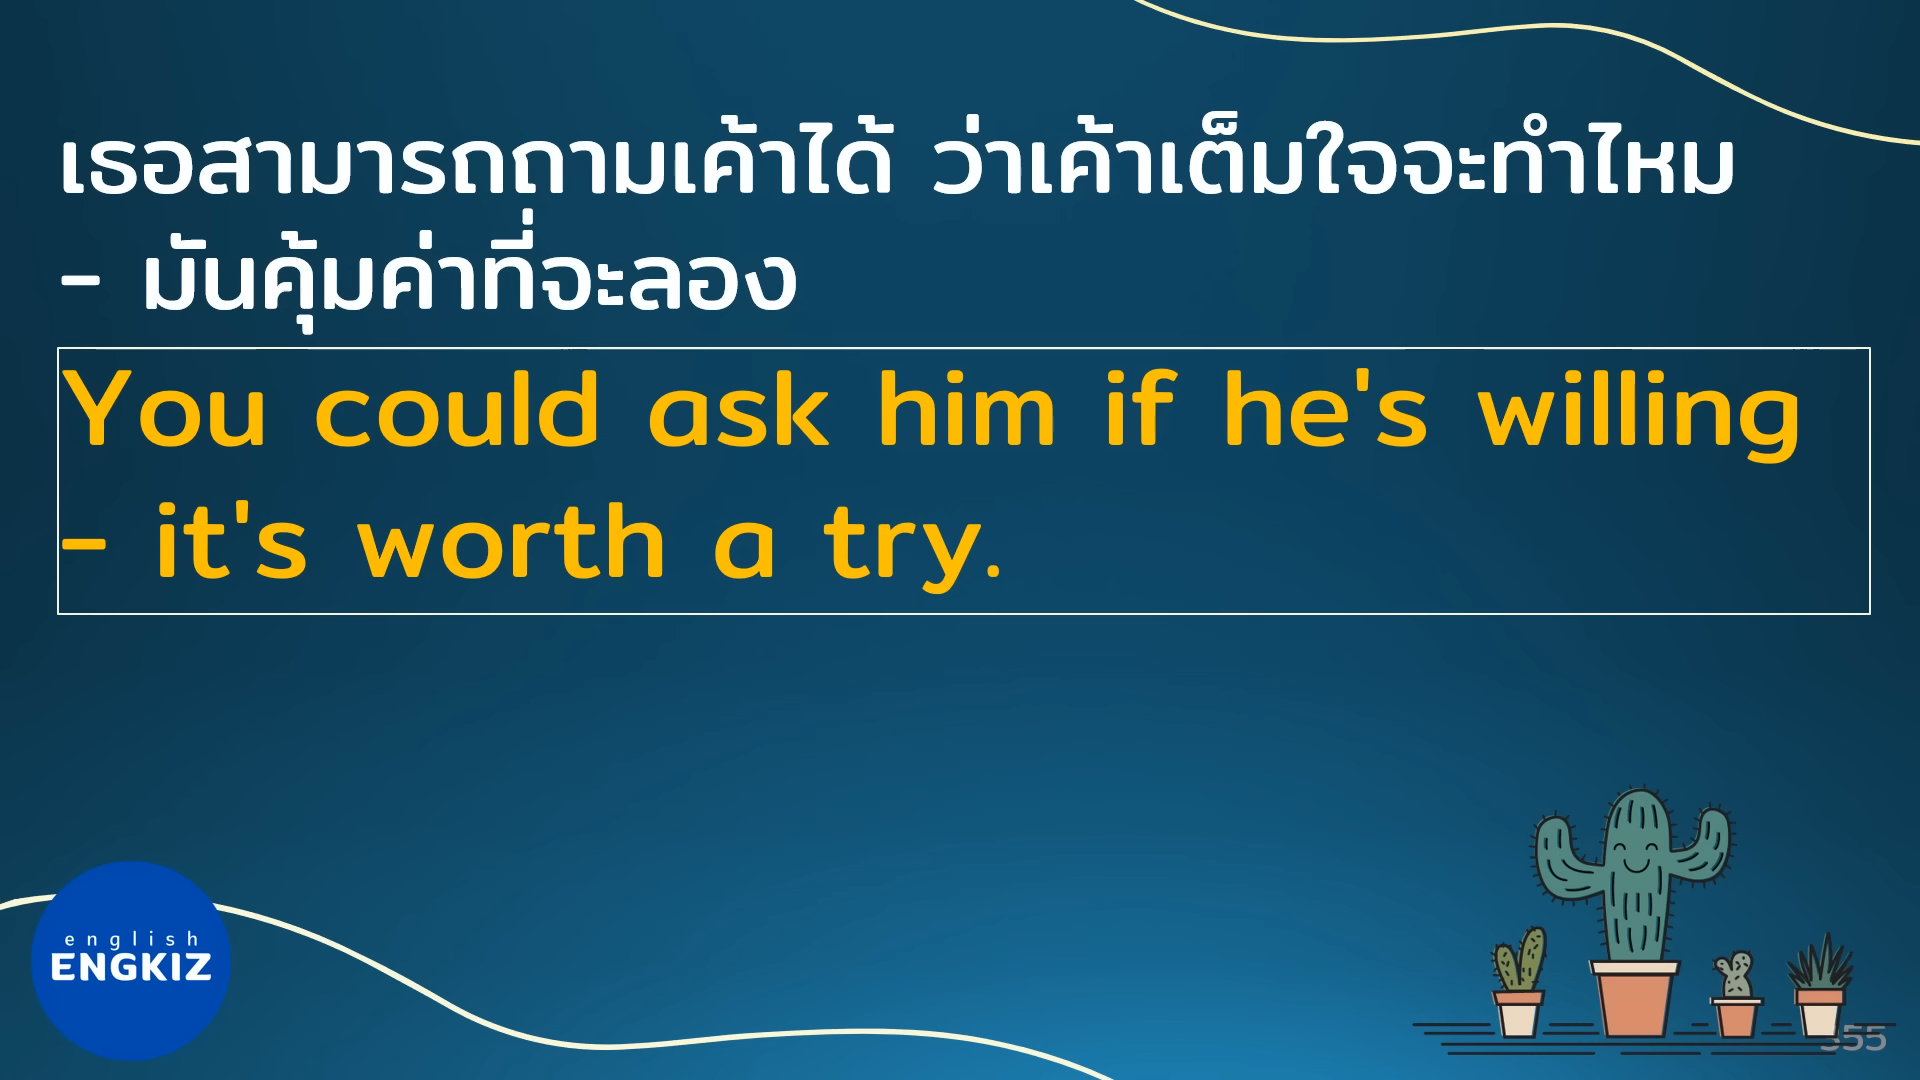 เธอสามารถถามเค้าได้ ว่าเค้าเต็มใจจะทำไหม
- มันคุ้มค่าที่จะลอง
You could ask him if he's willing
- it's worth a try.
english
ENGKIZ
355